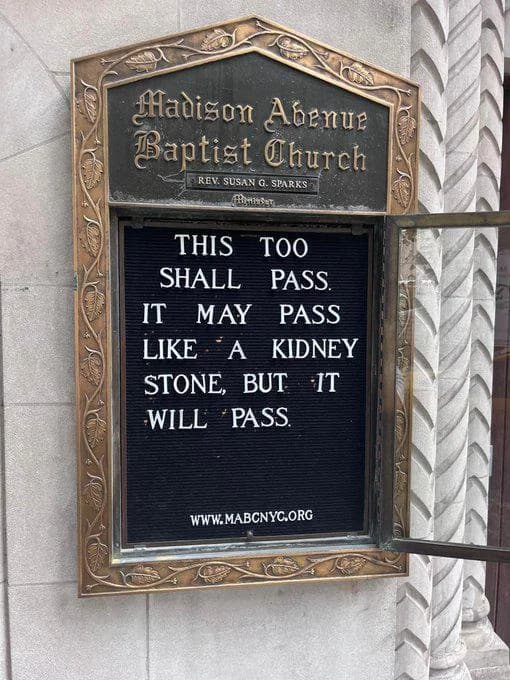 Madison Avenue
Baptist Church
REV. SUSAN G. SPARKS
Minister
THIS TOO
SHALL PASS.
IT MAY PASS
LIKE A KIDNEY
STONE, BUT IT
WILL PASS.
WWW.MABCNYC.ORG